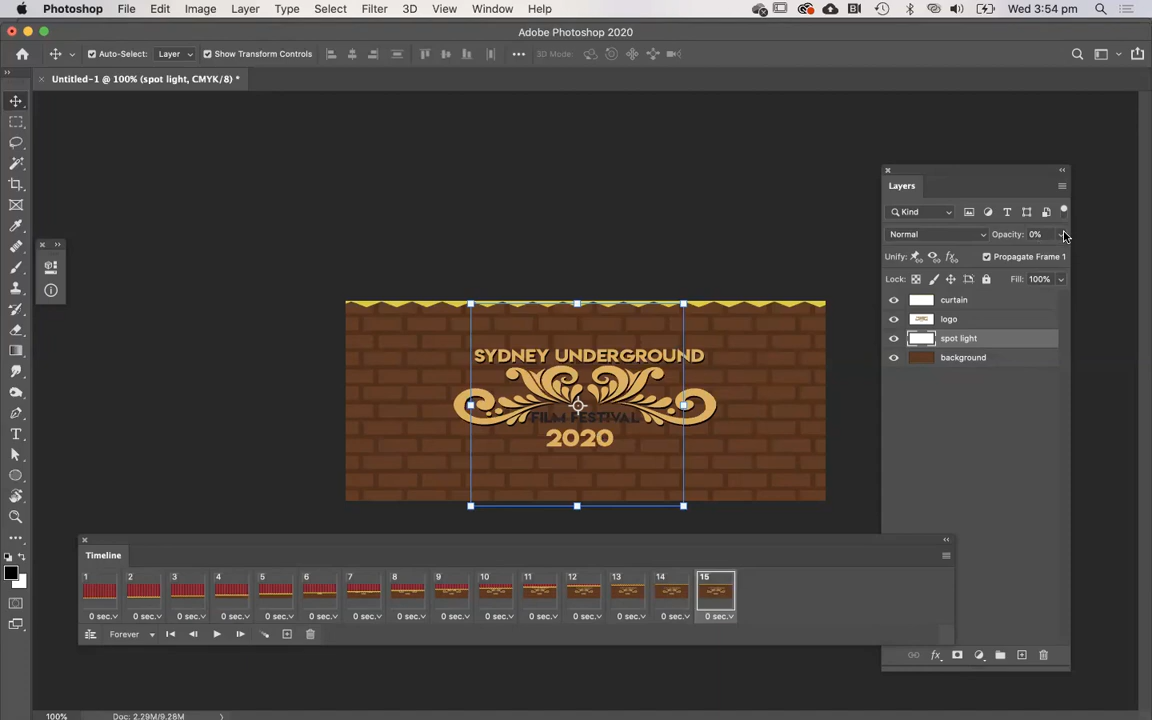 Photoshop File Edit Image Layer Type Select Filter 3D View Window Help Wed 3:54 pm
Adobe Photoshop 2020
Auto-Select: Layer Show Transform Controls 3D Mode:
Untitled-1 @ 100% (spot light, CMYK/8) *
Layers
Kind
Normal Opacity: 0%
Unify: Propagate Frame 1
Lock: Fill: 100%
curtain
logo
spot light
background
SYDNEY UNDERGROUND
FILM FESTIVAL
2020
Timeline
1 2 3 4 5 6 7 8 9 10 11 12 13 14 15
0 sec. 0 sec. 0 sec. 0 sec. 0 sec. 0 sec. 0 sec. 0 sec. 0 sec. 0 sec. 0 sec. 0 sec. 0 sec. 0 sec. 0 sec.
Forever
100% Doc: 2.29M/9.28M